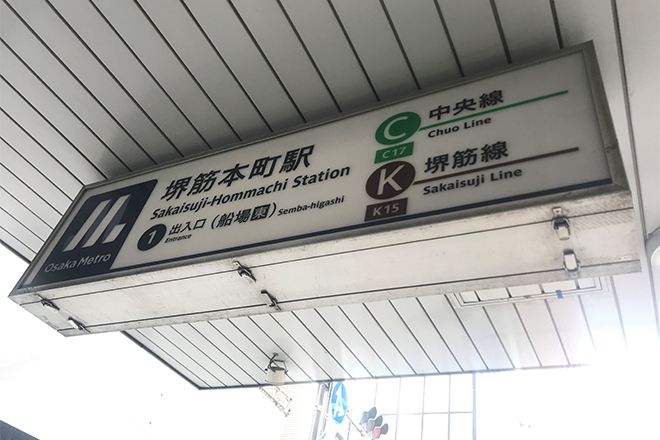 Osaka Metro
堺筋本町駅
Sakaisuji-Hommachi Station
1 出入口 (船場東) Semba-higashi
Entrance
C 中央線
Chuo Line
C17
K 堺筋線
Sakaisuji Line
K15